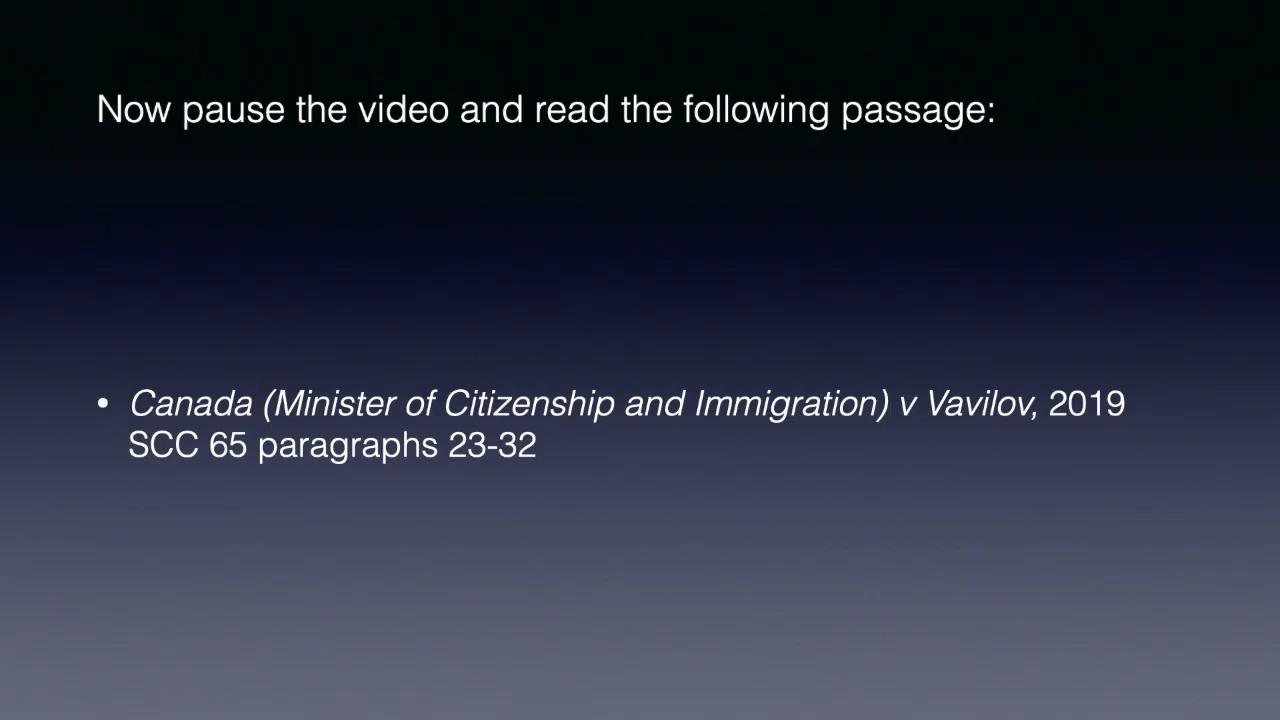 Now pause the video and read the following passage:
• Canada (Minister of Citizenship and Immigration) v Vavilov, 2019
SCC 65 paragraphs 23-32